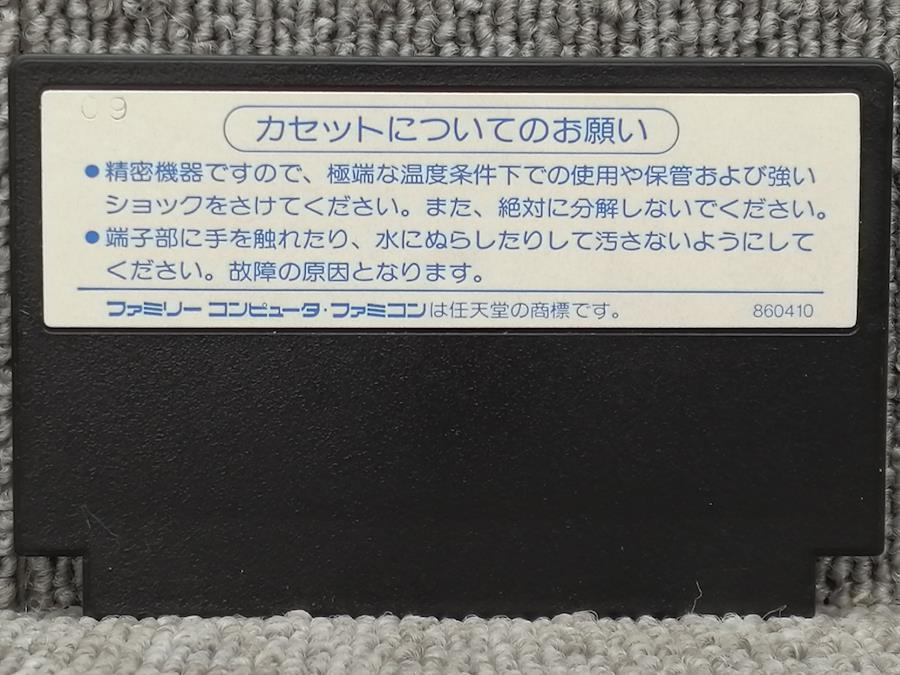 09
カセットについてのお願い
●精密機器ですので、極端な温度条件下での使用や保管および強い
ショックをさけてください。また、絶対に分解しないでください。
●端子部に手を触れたり、水にぬらしたりして汚さないようにして
ください。故障の原因となります。
ファミリーコンピュータ・ファミコンは任天堂の商標です。 860410